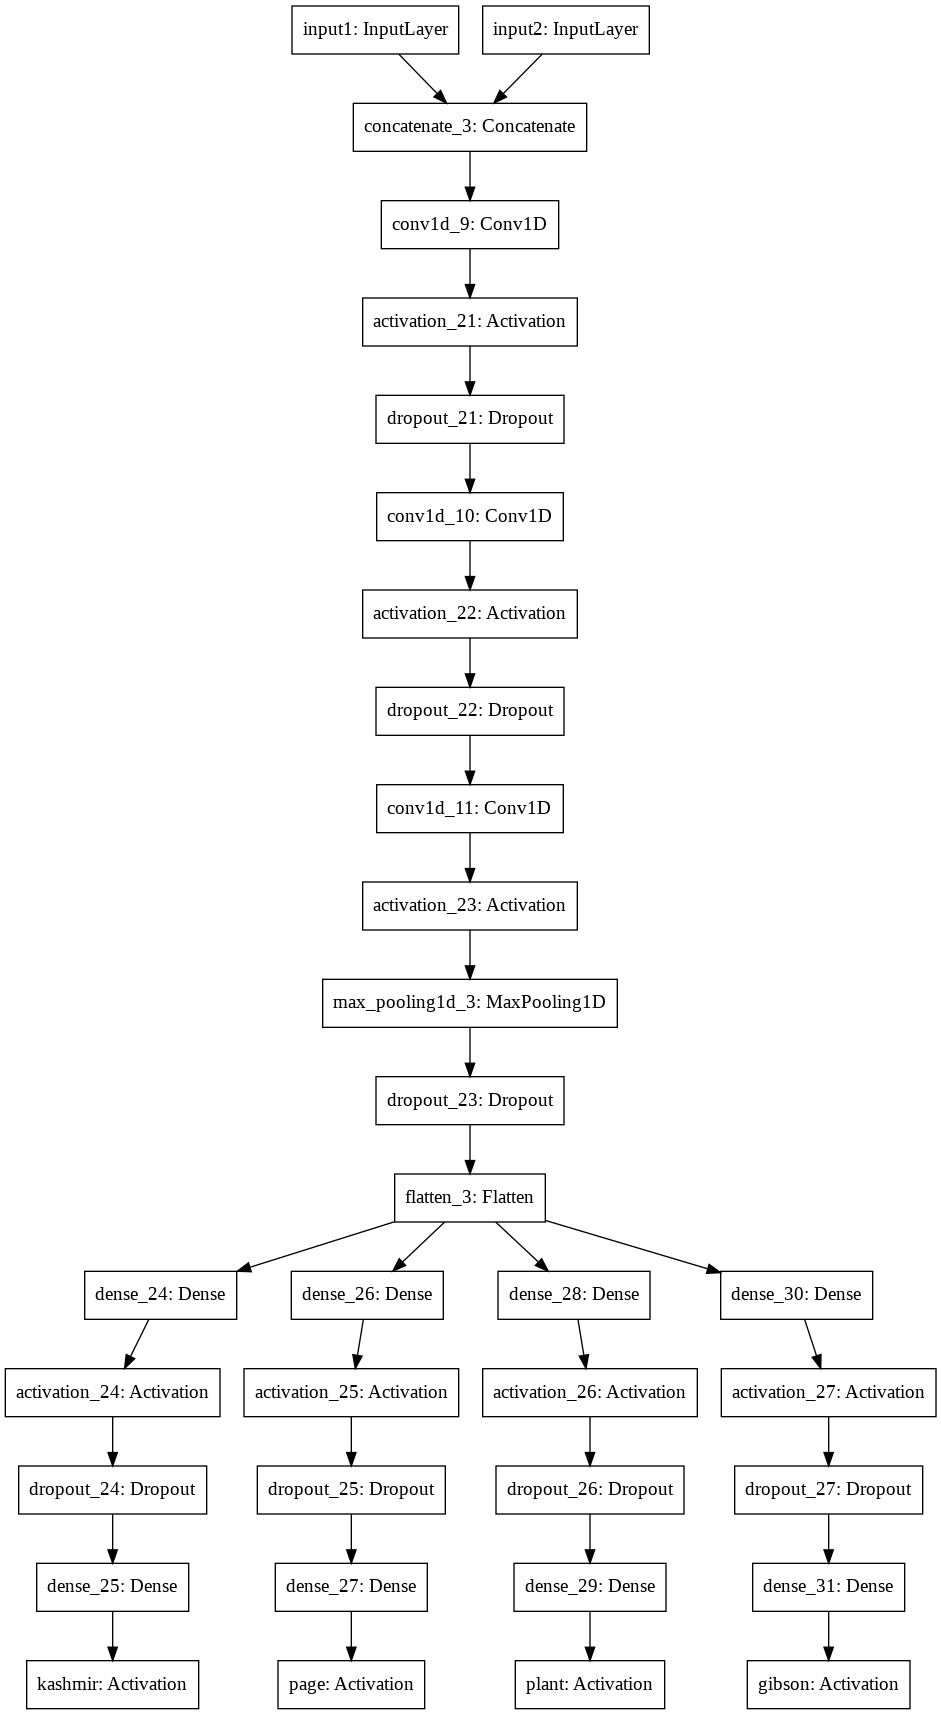 input1: InputLayer
input2: InputLayer
concatenate_3: Concatenate
conv1d_9: Conv1D
activation_21: Activation
dropout_21: Dropout
conv1d_10: Conv1D
activation_22: Activation
dropout_22: Dropout
conv1d_11: Conv1D
activation_23: Activation
max_pooling1d_3: MaxPooling1D
dropout_23: Dropout
flatten_3: Flatten
dense_24: Dense
dense_26: Dense
dense_28: Dense
dense_30: Dense
activation_24: Activation
activation_25: Activation
activation_26: Activation
activation_27: Activation
dropout_24: Dropout
dropout_25: Dropout
dropout_26: Dropout
dropout_27: Dropout
dense_25: Dense
dense_27: Dense
dense_29: Dense
dense_31: Dense
kashmir: Activation
page: Activation
plant: Activation
gibson: Activation